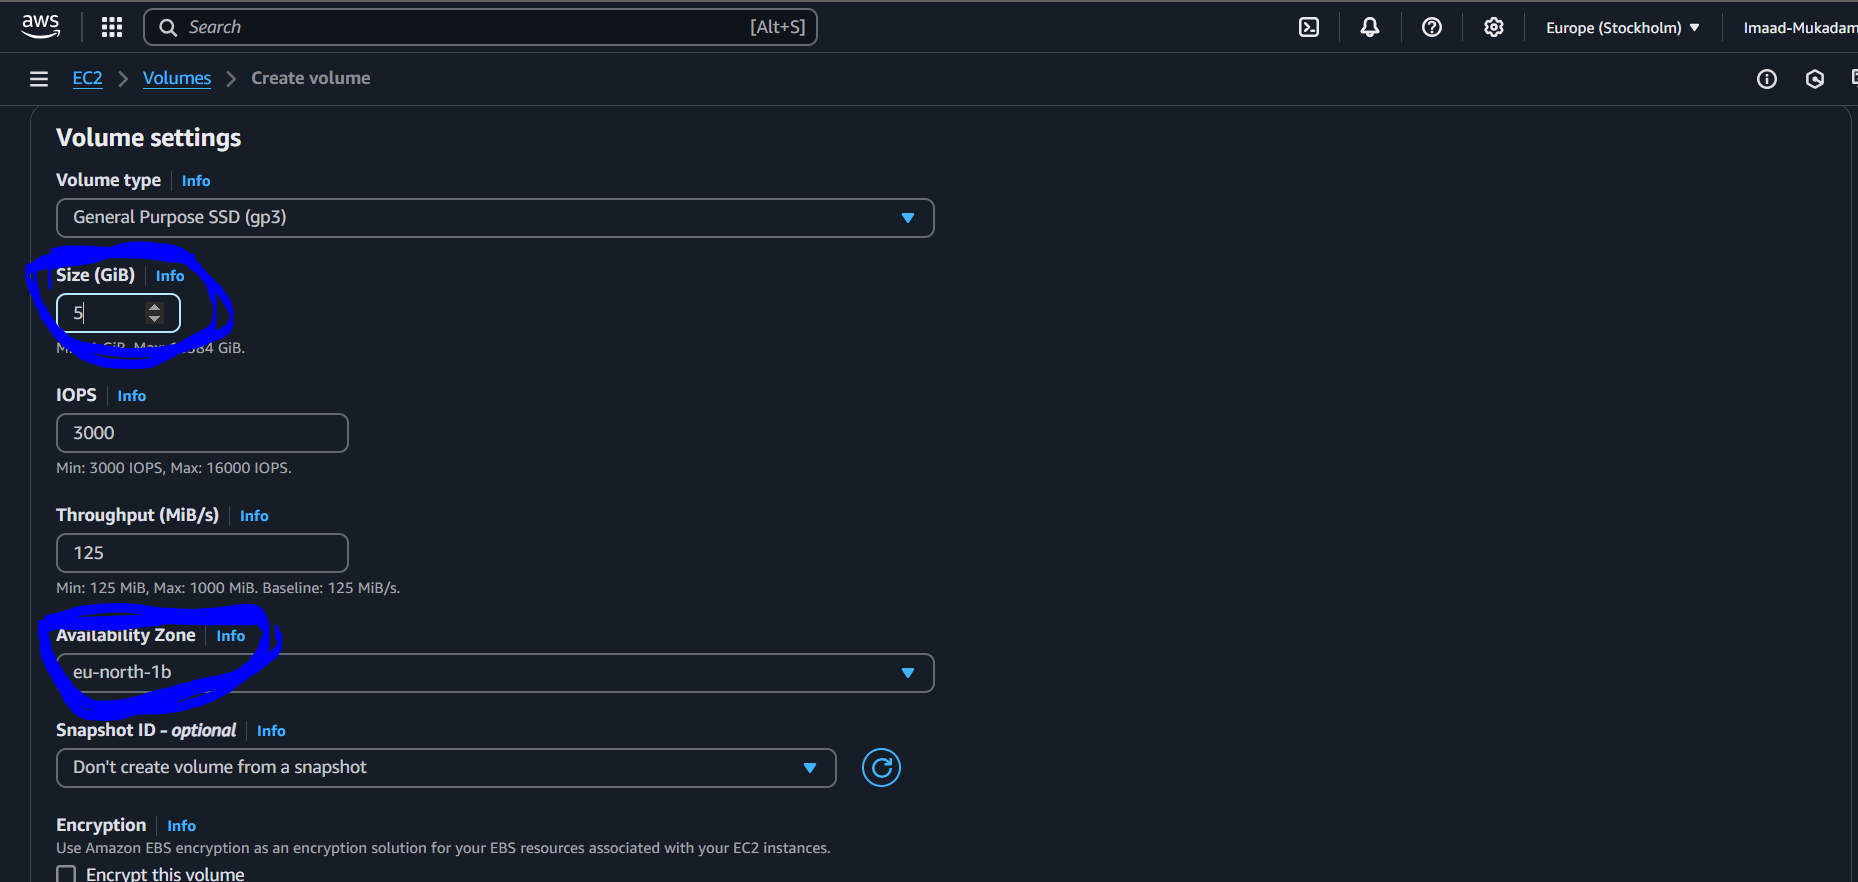 aws Search [Alt+S] Europe (Stockholm) Imaad-Mukadam
EC2 Volumes Create volume
Volume settings
Volume type Info
General Purpose SSD (gp3)
Size (GiB) Info
5
GiB, Max: 384 GiB.
IOPS Info
3000
Min: 3000 IOPS, Max: 16000 IOPS.
Throughput (MiB/s) Info
125
Min: 125 MiB, Max: 1000 MiB. Baseline: 125 MiB/s.
Availability Zone Info
eu-north-1b
Snapshot ID - optional Info
Don't create volume from a snapshot
Encryption Info
Use Amazon EBS encryption as an encryption solution for your EBS resources associated with your EC2 instances.
Encrypt this volume